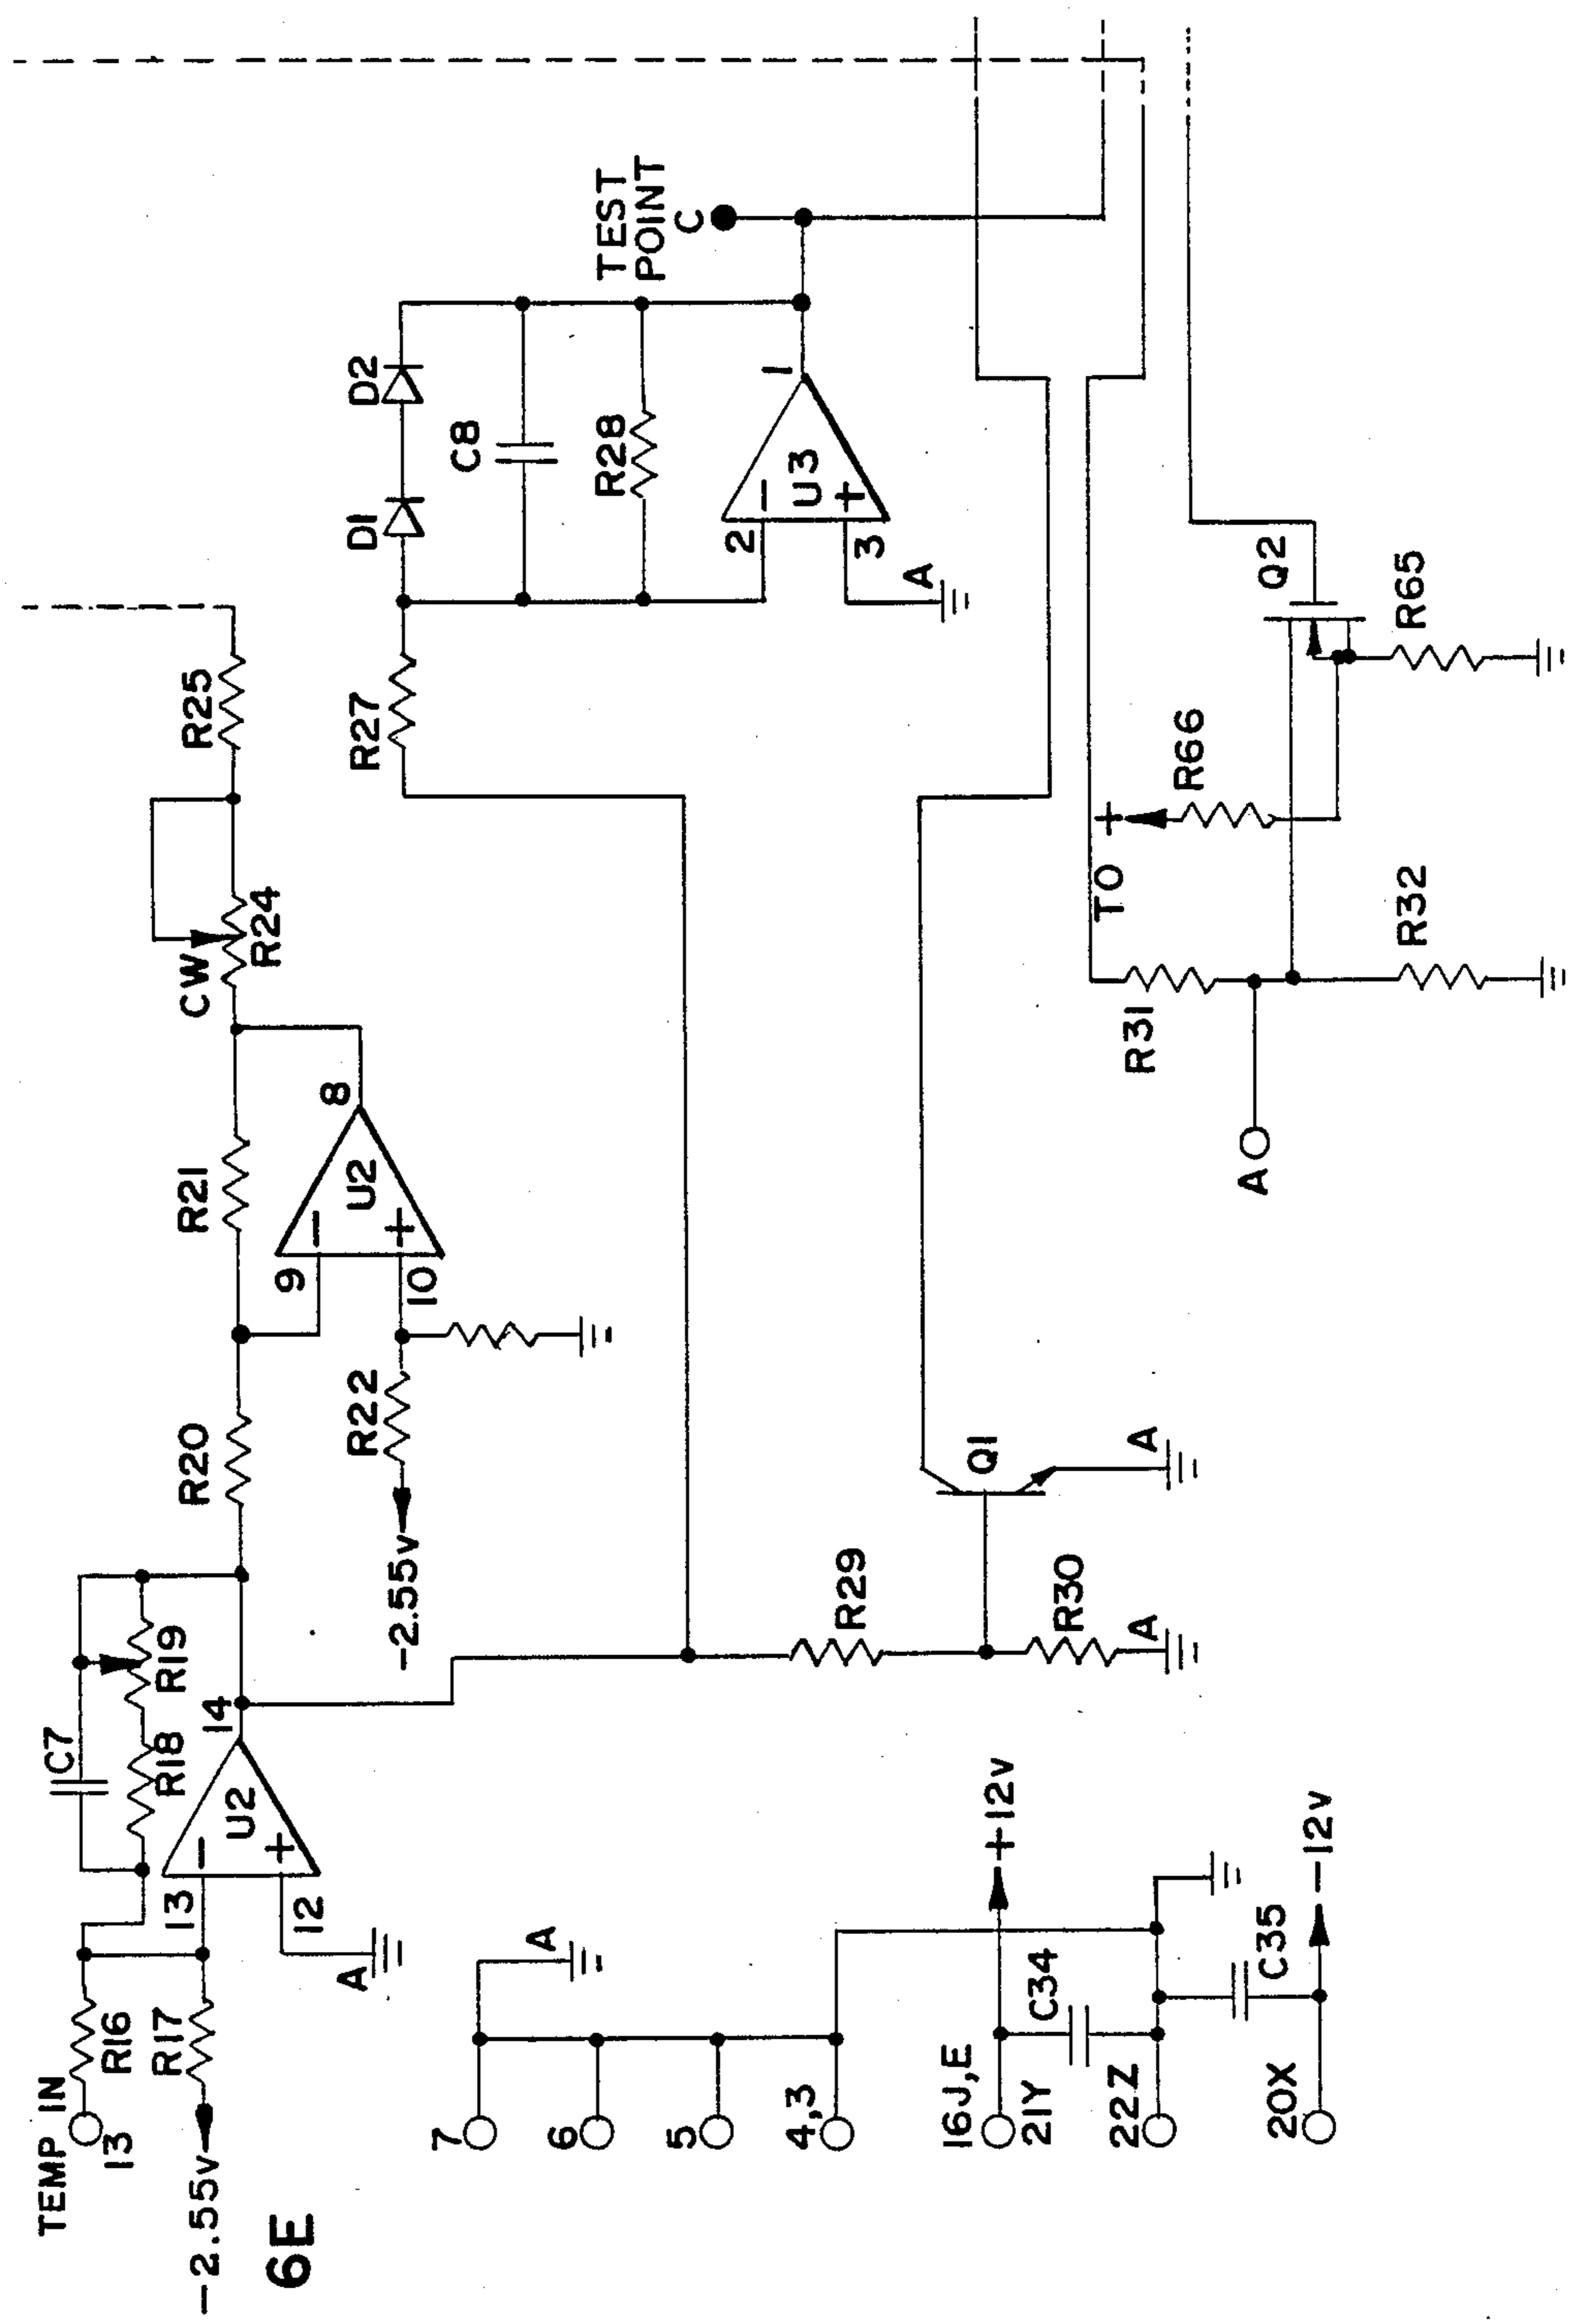 TEMP IN
13
R16
R17
-2.55v
6E
C7
R18
R19
13
12
-
+
U2
14
A
R20
R21
9
10
-
+
U2
8
R22
-2.55v
CW
R24
R25
R27
D1
D2
C8
R28
2
3
-
+
U3
1
A
TEST
POINT
C
7
6
5
4,3
A
16J,E
21Y
22Z
20X
C34
C35
+12v
-12v
R29
R30
A
Q1
A
A
R31
R32
TO +
R66
Q2
R65